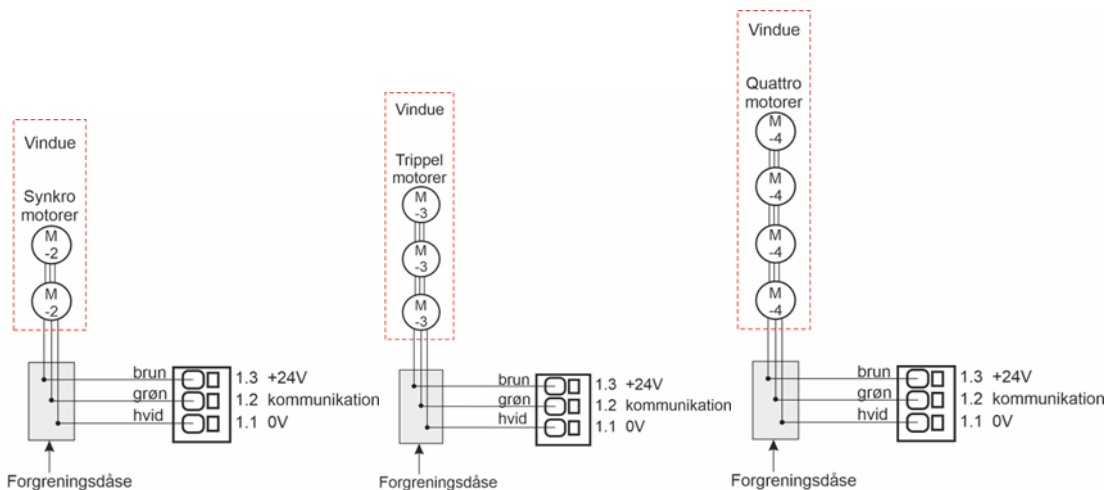 Vindue
Synkro
motorer
M
-2
M
-2
brun
grøn
hvid
1.3 +24V
1.2 kommunikation
1.1 0V
Forgreningsdåse
Vindue
Trippel
motorer
M
-3
M
-3
M
-3
brun
grøn
hvid
1.3 +24V
1.2 kommunikation
1.1 0V
Forgreningsdåse
Vindue
Quattro
motorer
M
-4
M
-4
M
-4
M
-4
brun
grøn
hvid
1.3 +24V
1.2 kommunikation
1.1 0V
Forgreningsdåse